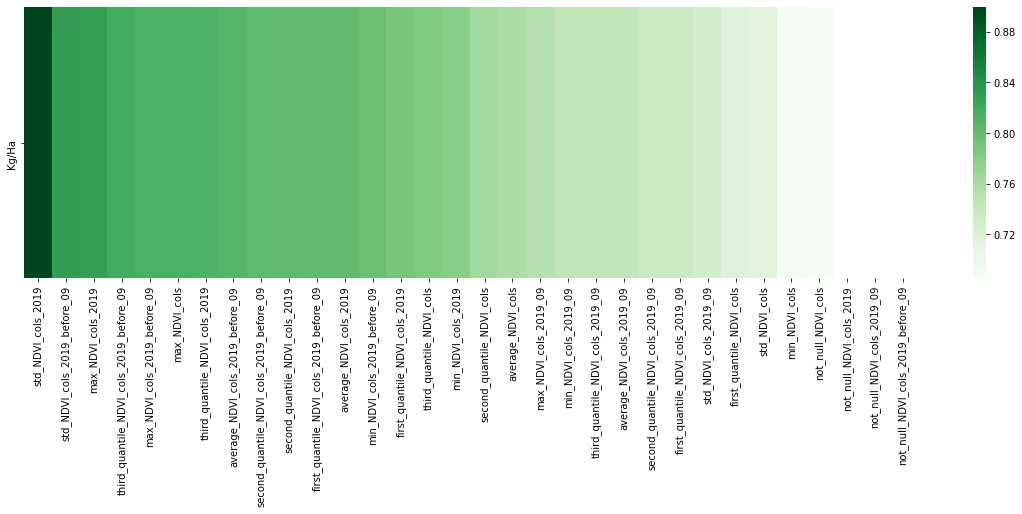 Kg/Ha
std_NDVI_cols_2019
std_NDVI_cols_2019_before_09
max_NDVI_cols_2019
third_quantile_NDVI_cols_2019_before_09
max_NDVI_cols_2019_before_09
max_NDVI_cols
third_quantile_NDVI_cols_2019
average_NDVI_cols_2019_before_09
second_quantile_NDVI_cols_2019_before_09
second_quantile_NDVI_cols_2019
first_quantile_NDVI_cols_2019_before_09
average_NDVI_cols_2019
min_NDVI_cols_2019_before_09
first_quantile_NDVI_cols_2019
third_quantile_NDVI_cols
min_NDVI_cols_2019
second_quantile_NDVI_cols
average_NDVI_cols
max_NDVI_cols_2019_09
min_NDVI_cols_2019_09
third_quantile_NDVI_cols_2019_09
average_NDVI_cols_2019_09
second_quantile_NDVI_cols_2019_09
first_quantile_NDVI_cols_2019_09
std_NDVI_cols_2019_09
first_quantile_NDVI_cols
std_NDVI_cols
min_NDVI_cols
not_null_NDVI_cols
not_null_NDVI_cols_2019
not_null_NDVI_cols_2019_09
not_null_NDVI_cols_2019_before_09
0.88
0.84
0.80
0.76
0.72